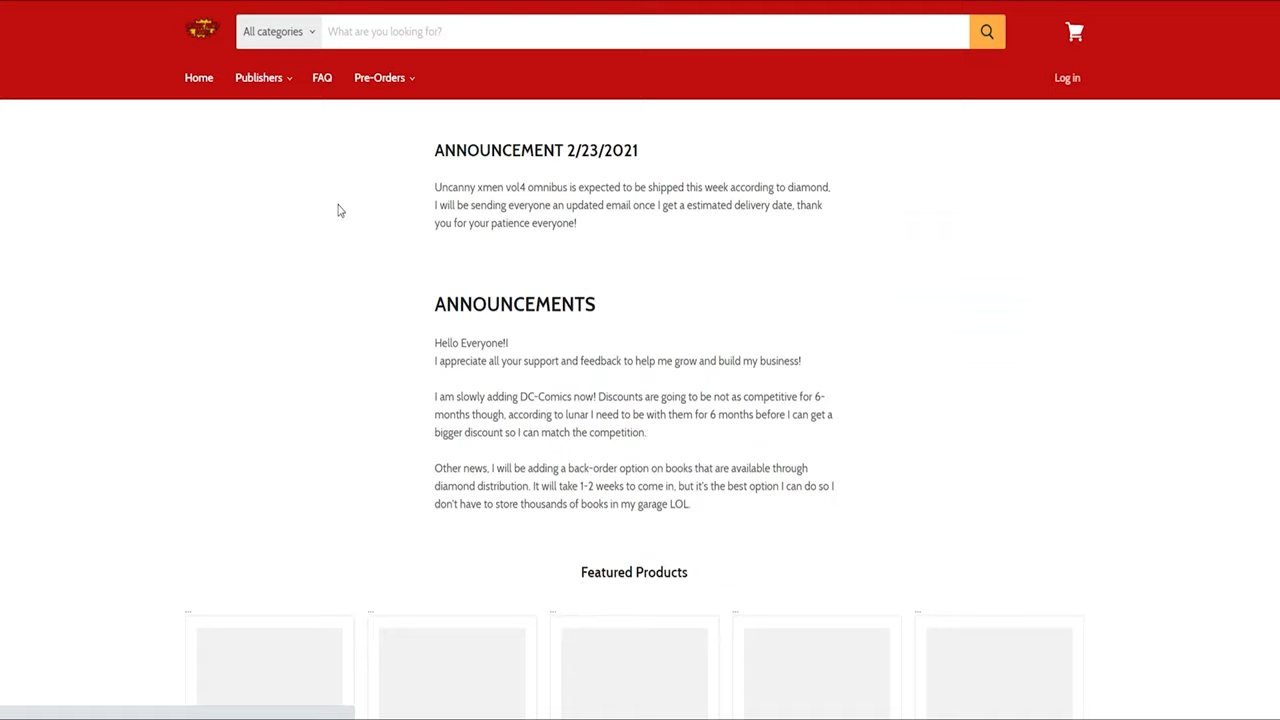 All categories
What are you looking for?
Home
Publishers
FAQ
Pre-Orders
Log in
ANNOUNCEMENT 2/23/2021
Uncanny xmen vol4 omnibus is expected to be shipped this week according to diamond,
I will be sending everyone an updated email once I get a estimated delivery date, thank
you for your patience everyone!
ANNOUNCEMENTS
Hello Everyone!!
I appreciate all your support and feedback to help me grow and build my business!
I am slowly adding DC-Comics now! Discounts are going to be not as competitive for 6-
months though, according to lunar I need to be with them for 6 months before I can get a
bigger discount so I can match the competition.
Other news, I will be adding a back-order option on books that are available through
diamond distribution. It will take 1-2 weeks to come in, but it's the best option I can do so I
don't have to store thousands of books in my garage LOL.
Featured Products
... ... ... ... ...